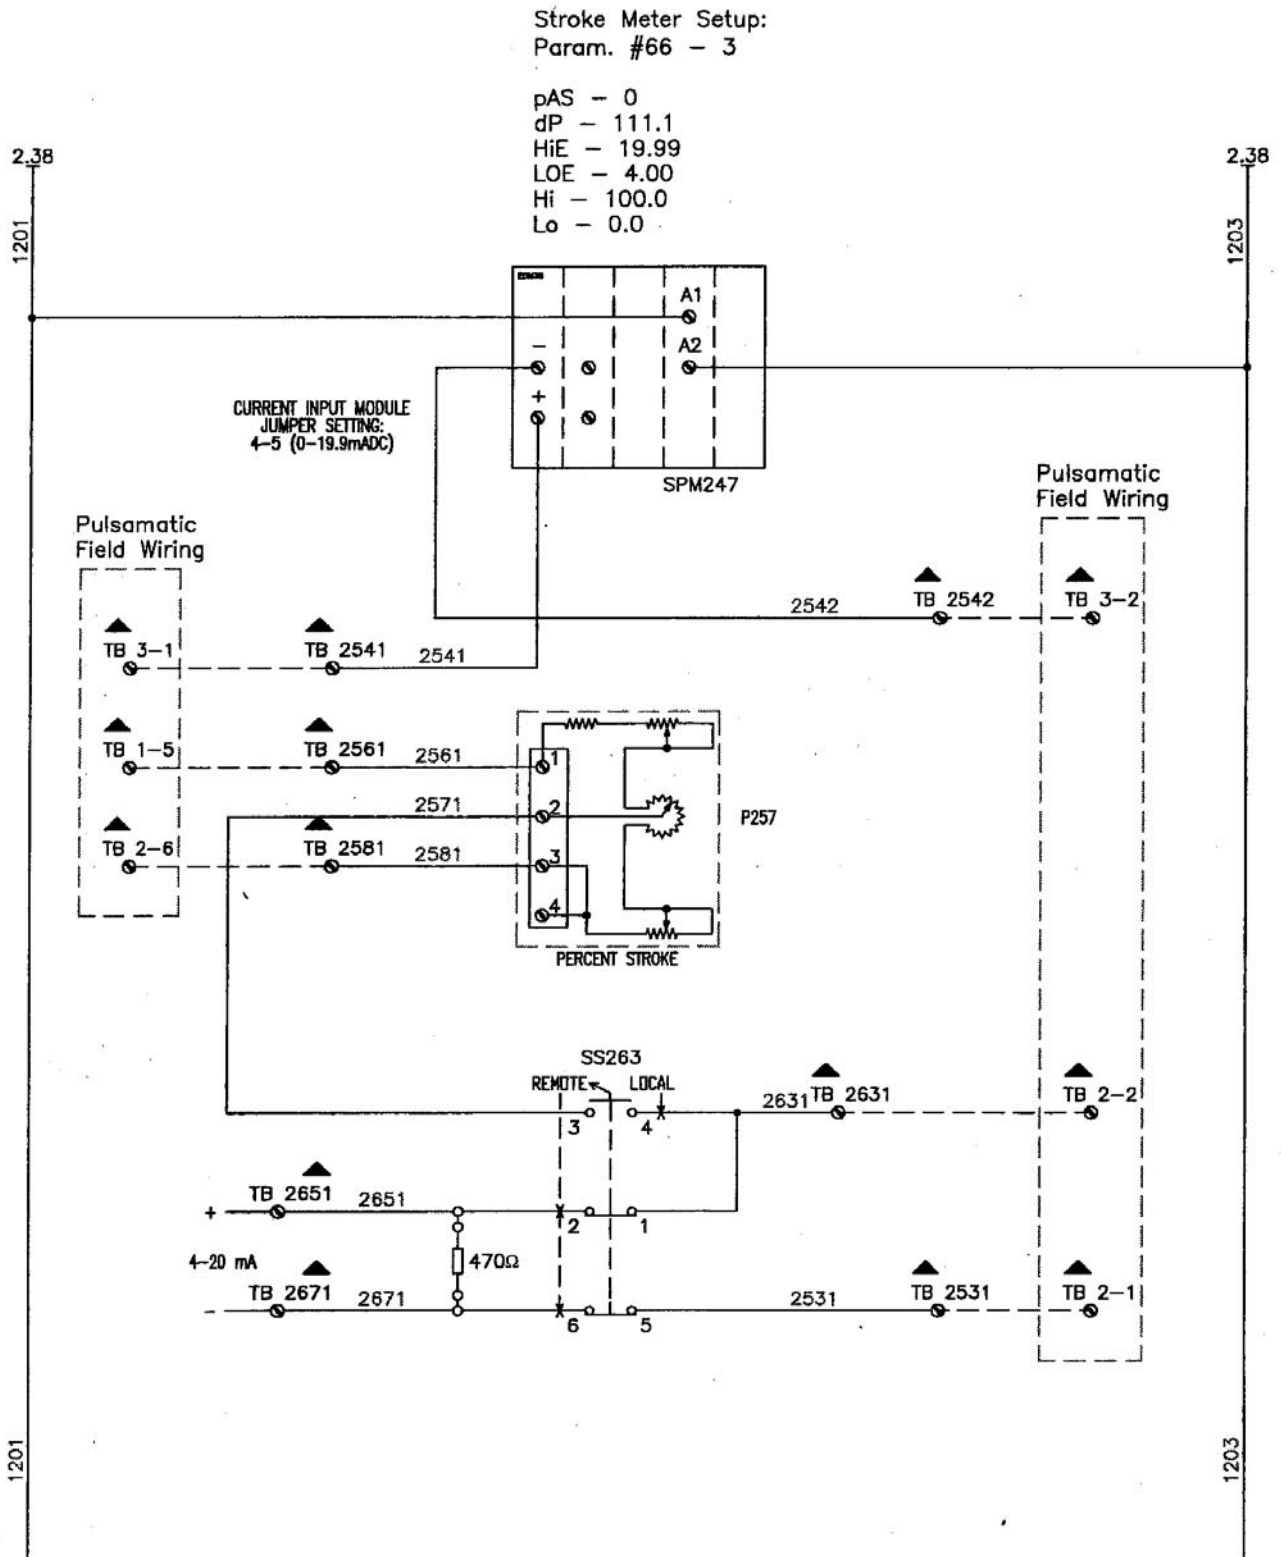 Stroke Meter Setup:
Param. #66 - 3
pAS - 0
dP - 111.1
HiE - 19.99
LOE - 4.00
Hi - 100.0
Lo - 0.0
2.38
2.38
1201
1203
A1
A2
-
+
CURRENT INPUT MODULE
JUMPER SETTING:
4-5 (0-19.9mADC)
SPM247
Pulsamatic
Field Wiring
Pulsamatic
Field Wiring
2542
TB 2542
TB 3-2
TB 3-1
TB 2541
2541
TB 1-5
TB 2561
2561
1
2571
2
P257
TB 2-6
TB 2581
2581
3
4
PERCENT STROKE
SS263
REMOTE
LOCAL
3
4
2631
TB 2631
TB 2-2
+
TB 2651
2651
2
1
4-20 mA
470Ω
-
TB 2671
2671
6
5
2531
TB 2531
TB 2-1
1201
1203